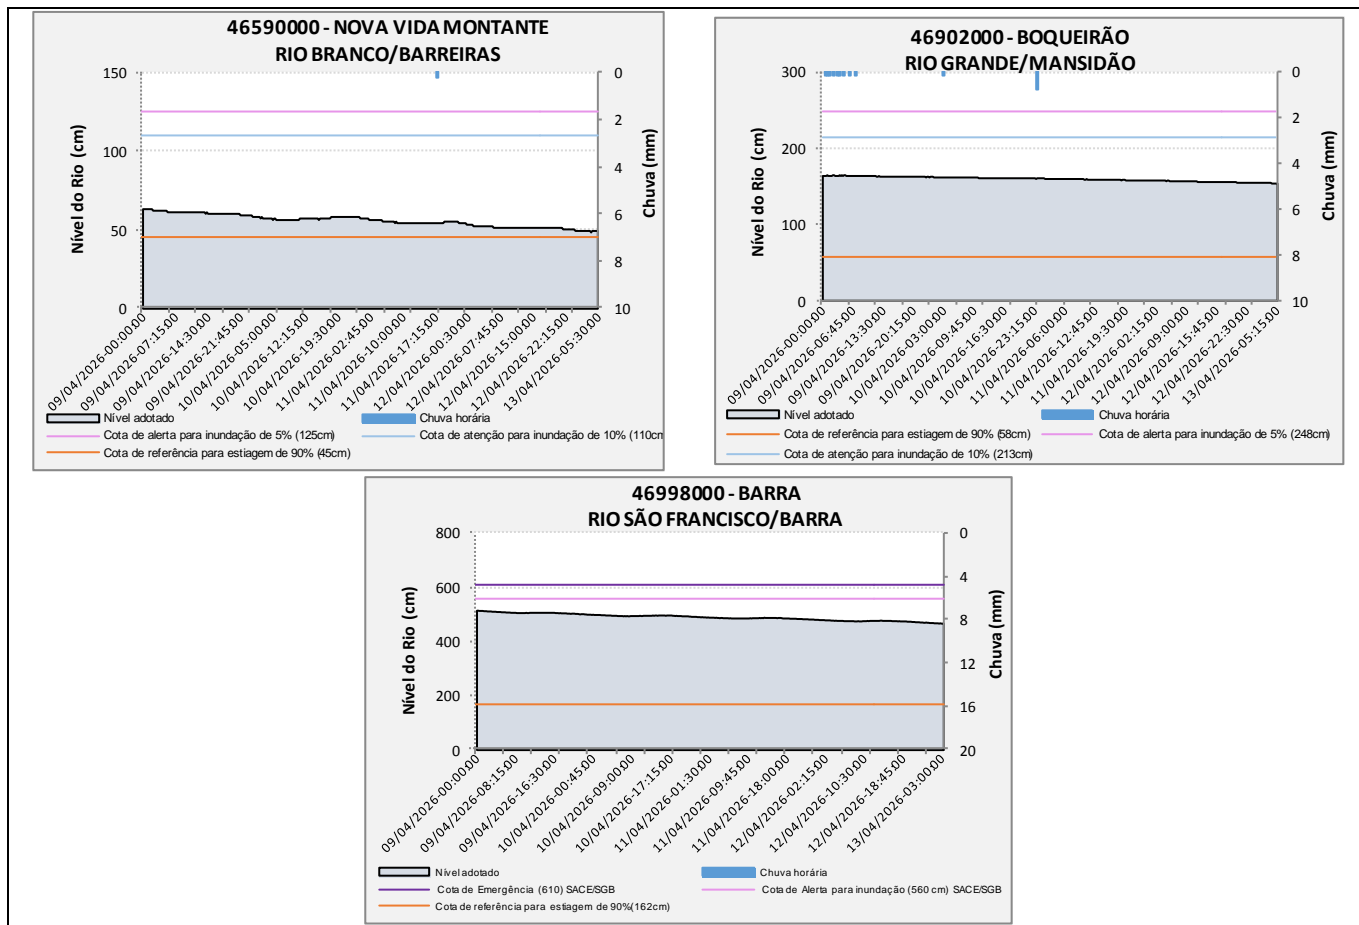 46590000 - NOVA VIDA MONTANTE
RIO BRANCO/BARREIRAS
Nível do Rio (cm)
150
100
50
0
Chuva (mm)
0
2
4
6
8
10
09/04/2026-00:00:00
09/04/2026-07:15:00
09/04/2026-14:30:00
09/04/2026-21:45:00
10/04/2026-05:00:00
10/04/2026-12:15:00
10/04/2026-19:30:00
11/04/2026-02:45:00
11/04/2026-10:00:00
11/04/2026-17:15:00
12/04/2026-00:30:00
12/04/2026-07:45:00
12/04/2026-15:00:00
12/04/2026-22:15:00
13/04/2026-05:30:00
Nível adotado
Chuva horária
Cota de alerta para inundação de 5% (125cm)
Cota de atenção para inundação de 10% (110cm
Cota de referência para estiagem de 90% (45cm)
46902000 - BOQUEIRÃO
RIO GRANDE/MANSIDÃO
Nível do Rio (cm)
300
200
100
0
Chuva (mm)
0
2
4
6
8
10
09/04/2026-00:00:00
09/04/2026-06:45:00
09/04/2026-13:30:00
09/04/2026-20:15:00
10/04/2026-03:00:00
10/04/2026-09:45:00
10/04/2026-16:30:00
10/04/2026-23:15:00
11/04/2026-06:00:00
11/04/2026-12:45:00
11/04/2026-19:30:00
12/04/2026-02:15:00
12/04/2026-09:00:00
12/04/2026-15:45:00
12/04/2026-22:30:00
13/04/2026-05:15:00
Nível adotado
Chuva horária
Cota de referência para estiagem de 90% (58cm)
Cota de alerta para inundação de 5% (248cm)
Cota de atenção para inundação de 10% (213cm)
46998000 - BARRA
RIO SÃO FRANCISCO/BARRA
Nível do Rio (cm)
800
600
400
200
0
Chuva (mm)
0
4
8
12
16
20
09/04/2026-00:00:00
09/04/2026-08:15:00
09/04/2026-16:30:00
10/04/2026-00:45:00
10/04/2026-09:00:00
10/04/2026-17:15:00
11/04/2026-01:30:00
11/04/2026-09:45:00
11/04/2026-18:00:00
12/04/2026-02:15:00
12/04/2026-10:30:00
12/04/2026-18:45:00
13/04/2026-03:00:00
Nível adotado
Chuva horária
Cota de Emergência (610) SACE/SGB
Cota de Alerta para inundação (560 cm) SACE/SGB
Cota de referência para estiagem de 90%(162cm)